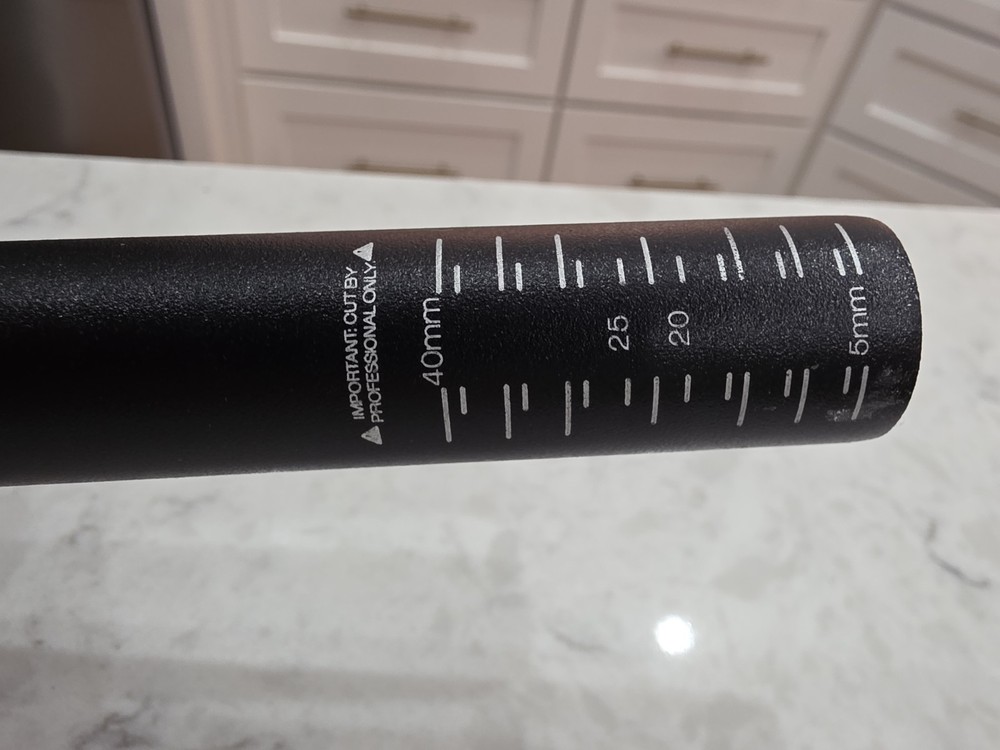 IMPORTANT: CUT BY
PROFESSIONAL ONLY
40mm
25
20
5mm